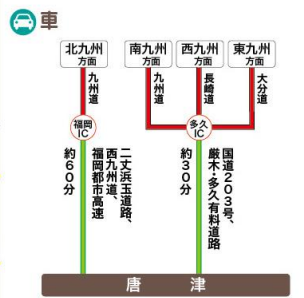 車
北九州
方面
南九州
方面
西九州
方面
東九州
方面
九州道
九州道
長崎道
大分道
福岡
IC
多久
IC
約60分
二丈浜玉道路、
西九州道、
福岡都市高速
約30分
国道203号、
厳木・多久有料道路
唐津